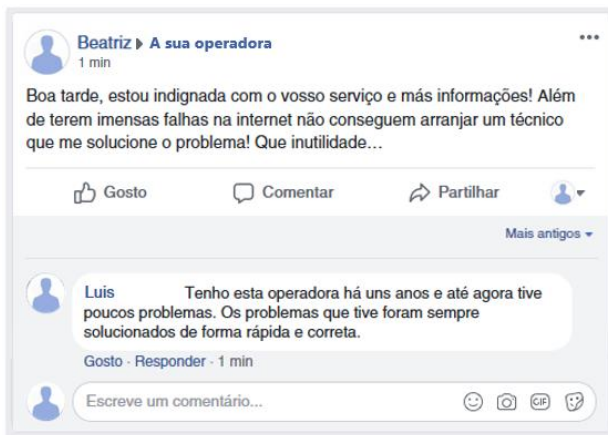 Beatriz A sua operadora
1 min
Boa tarde, estou indignada com o vosso serviço e más informações! Além
de terem imensas falhas na internet não conseguem arranjar um técnico
que me solucione o problema! Que inutilidade…
Gosto Comentar Partilhar
Mais antigos
Luis Tenho esta operadora há uns anos e até agora tive
poucos problemas. Os problemas que tive foram sempre
solucionados de forma rápida e correta.
Gosto · Responder · 1 min
Escreve um comentário... GIF